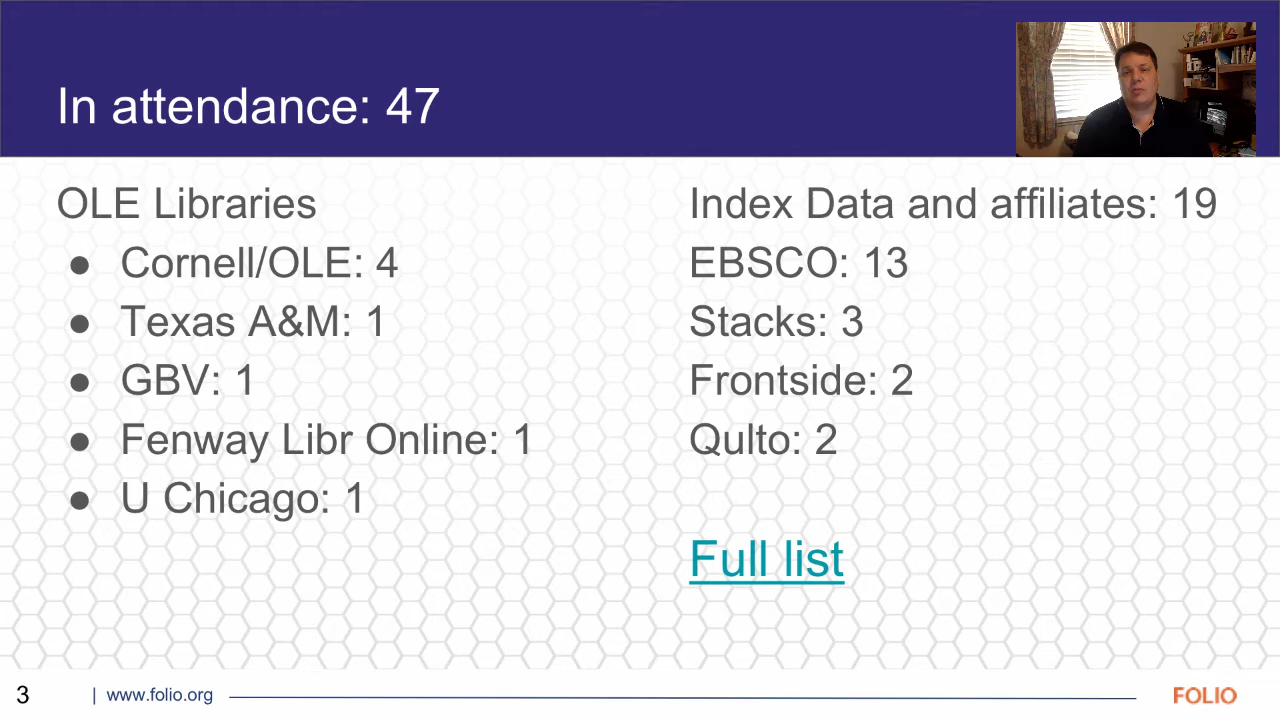 In attendance: 47
OLE Libraries
● Cornell/OLE: 4
● Texas A&M: 1
● GBV: 1
● Fenway Libr Online: 1
● U Chicago: 1
Index Data and affiliates: 19
EBSCO: 13
Stacks: 3
Frontside: 2
Qulto: 2
Full list
3 | www.folio.org
FOLIO